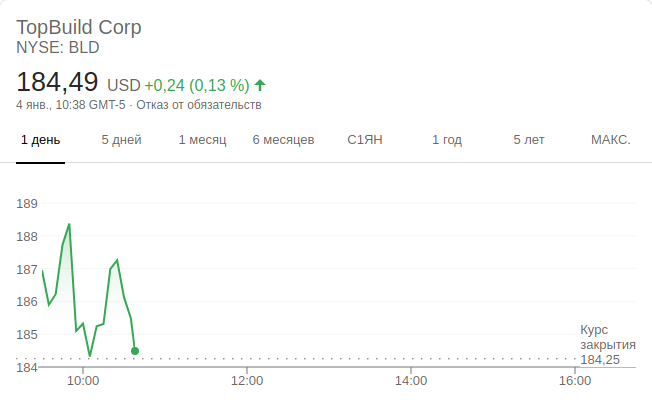 TopBuild Corp
NYSE: BLD
184,49 USD +0,24 (0,13 %)
4 янв., 10:38 GMT-5 · Отказ от обязательств
1 день 5 дней 1 месяц 6 месяцев С1ЯН 1 год 5 лет МАКС.
189
188
187
186
185
184
Курс
закрытия
184,25
10:00 12:00 14:00 16:00